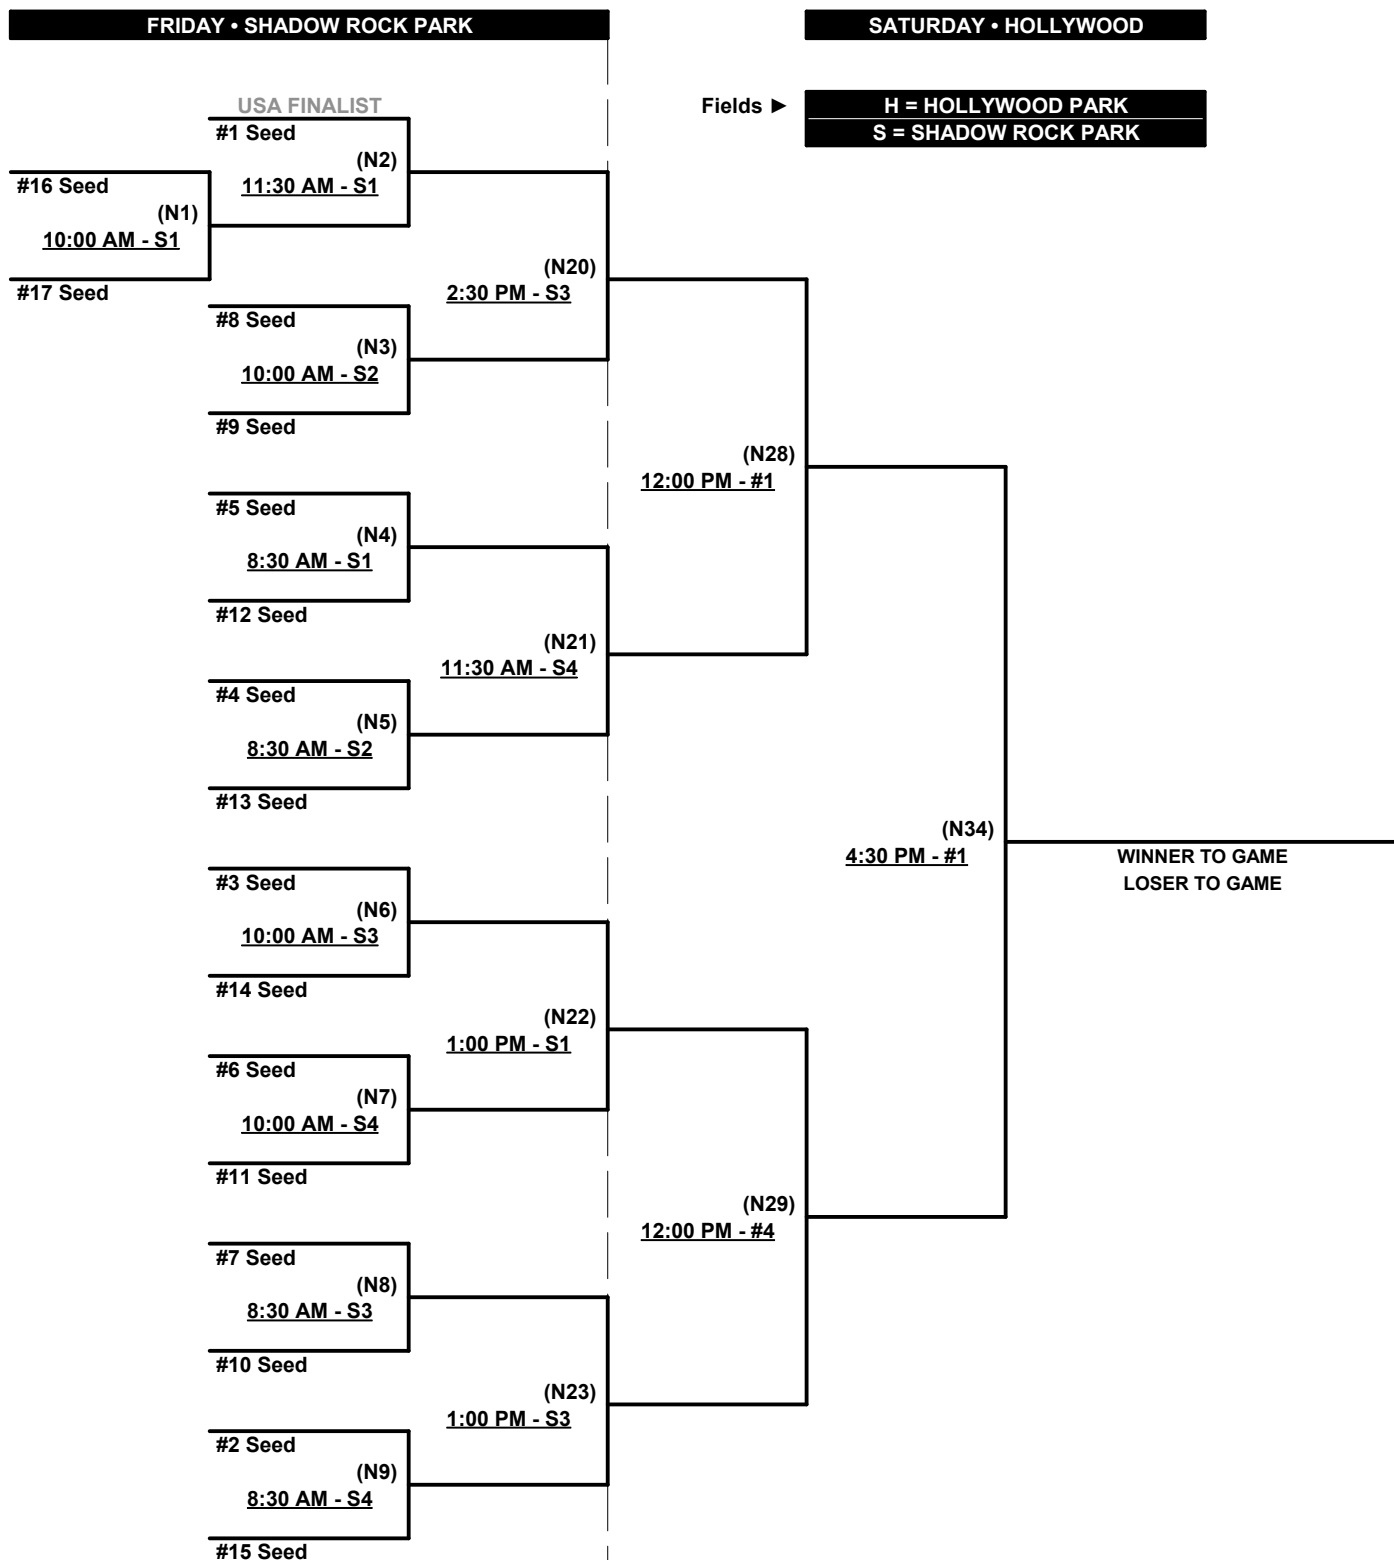 FRIDAY • SHADOW ROCK PARK
SATURDAY • HOLLYWOOD
USA FINALIST
Fields ►
H = HOLLYWOOD PARK
S = SHADOW ROCK PARK
#1 Seed
(N2)
11:30 AM - S1
#16 Seed
(N1)
10:00 AM - S1
#17 Seed
(N20)
2:30 PM - S3
#8 Seed
(N3)
10:00 AM - S2
#9 Seed
(N28)
12:00 PM - #1
#5 Seed
(N4)
8:30 AM - S1
#12 Seed
(N21)
11:30 AM - S4
#4 Seed
(N5)
8:30 AM - S2
#13 Seed
(N34)
4:30 PM - #1
WINNER TO GAME
LOSER TO GAME
#3 Seed
(N6)
10:00 AM - S3
#14 Seed
(N22)
1:00 PM - S1
#6 Seed
(N7)
10:00 AM - S4
#11 Seed
(N29)
12:00 PM - #4
#7 Seed
(N8)
8:30 AM - S3
#10 Seed
(N23)
1:00 PM - S3
#2 Seed
(N9)
8:30 AM - S4
#15 Seed